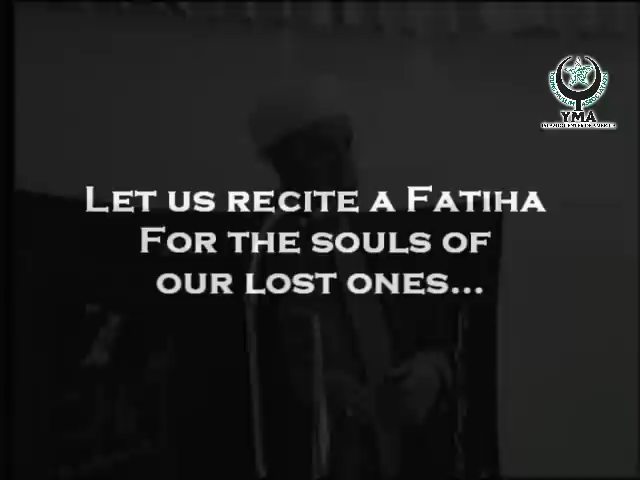 YMA
LET US RECITE A FATIHA
FOR THE SOULS OF
OUR LOST ONES...